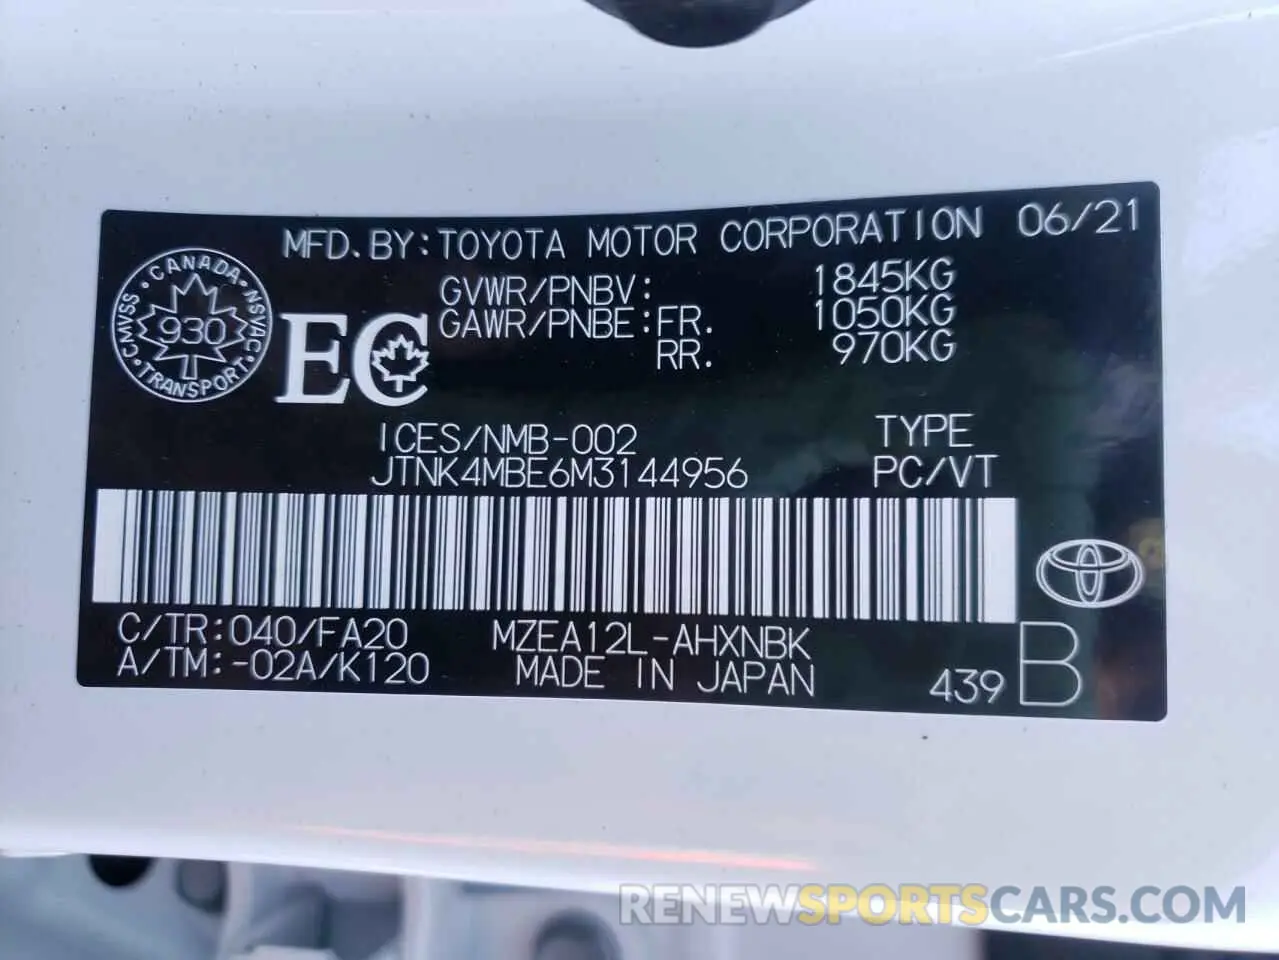 MFD. BY: TOYOTA MOTOR CORPORATION 06/21
CANADA
CMVSS 930 NSVAC
TRANSPORT
GVWR/PNBV: 1845KG
GAWR/PNBE: FR. 1050KG
RR. 970KG
EC
ICES/NMB-002 TYPE
JTNK4MBE6M3144956 PC/VT
C/TR: 040/FA20 MZEA12L-AHXNBK
A/TM: -02A/K120 MADE IN JAPAN 439 B
RENEWSPORTSCARS.COM